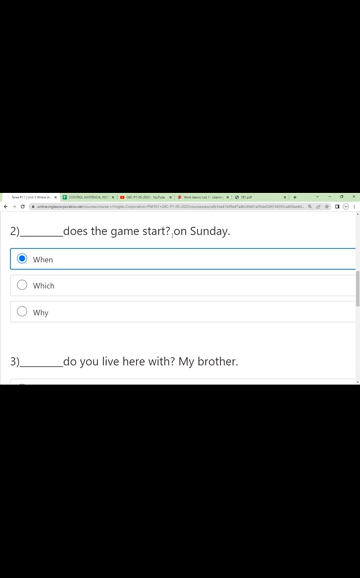 2)________does the game start? on Sunday.
When
Which
Why
3)________do you live here with? My brother.